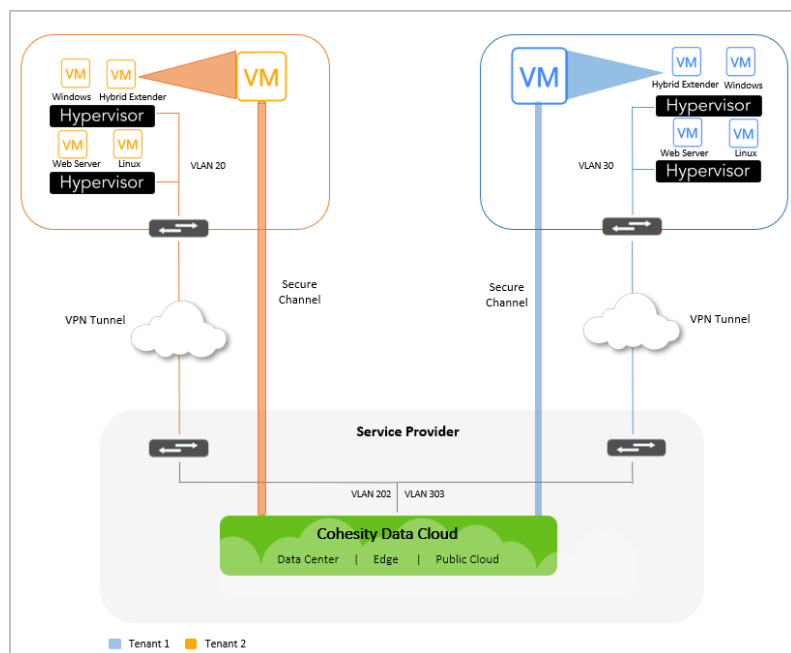 VM
VM
VM
Windows
Hybrid Extender
Hypervisor
VM
VM
Web Server
Linux
Hypervisor
VLAN 20
VM
VM
VM
Hybrid Extender
Windows
Hypervisor
VM
VM
Web Server
Linux
Hypervisor
VLAN 30
Secure
Channel
Secure
Channel
VPN Tunnel
VPN Tunnel
Service Provider
VLAN 202
VLAN 303
Cohesity Data Cloud
Data Center | Edge | Public Cloud
Tenant 1
Tenant 2